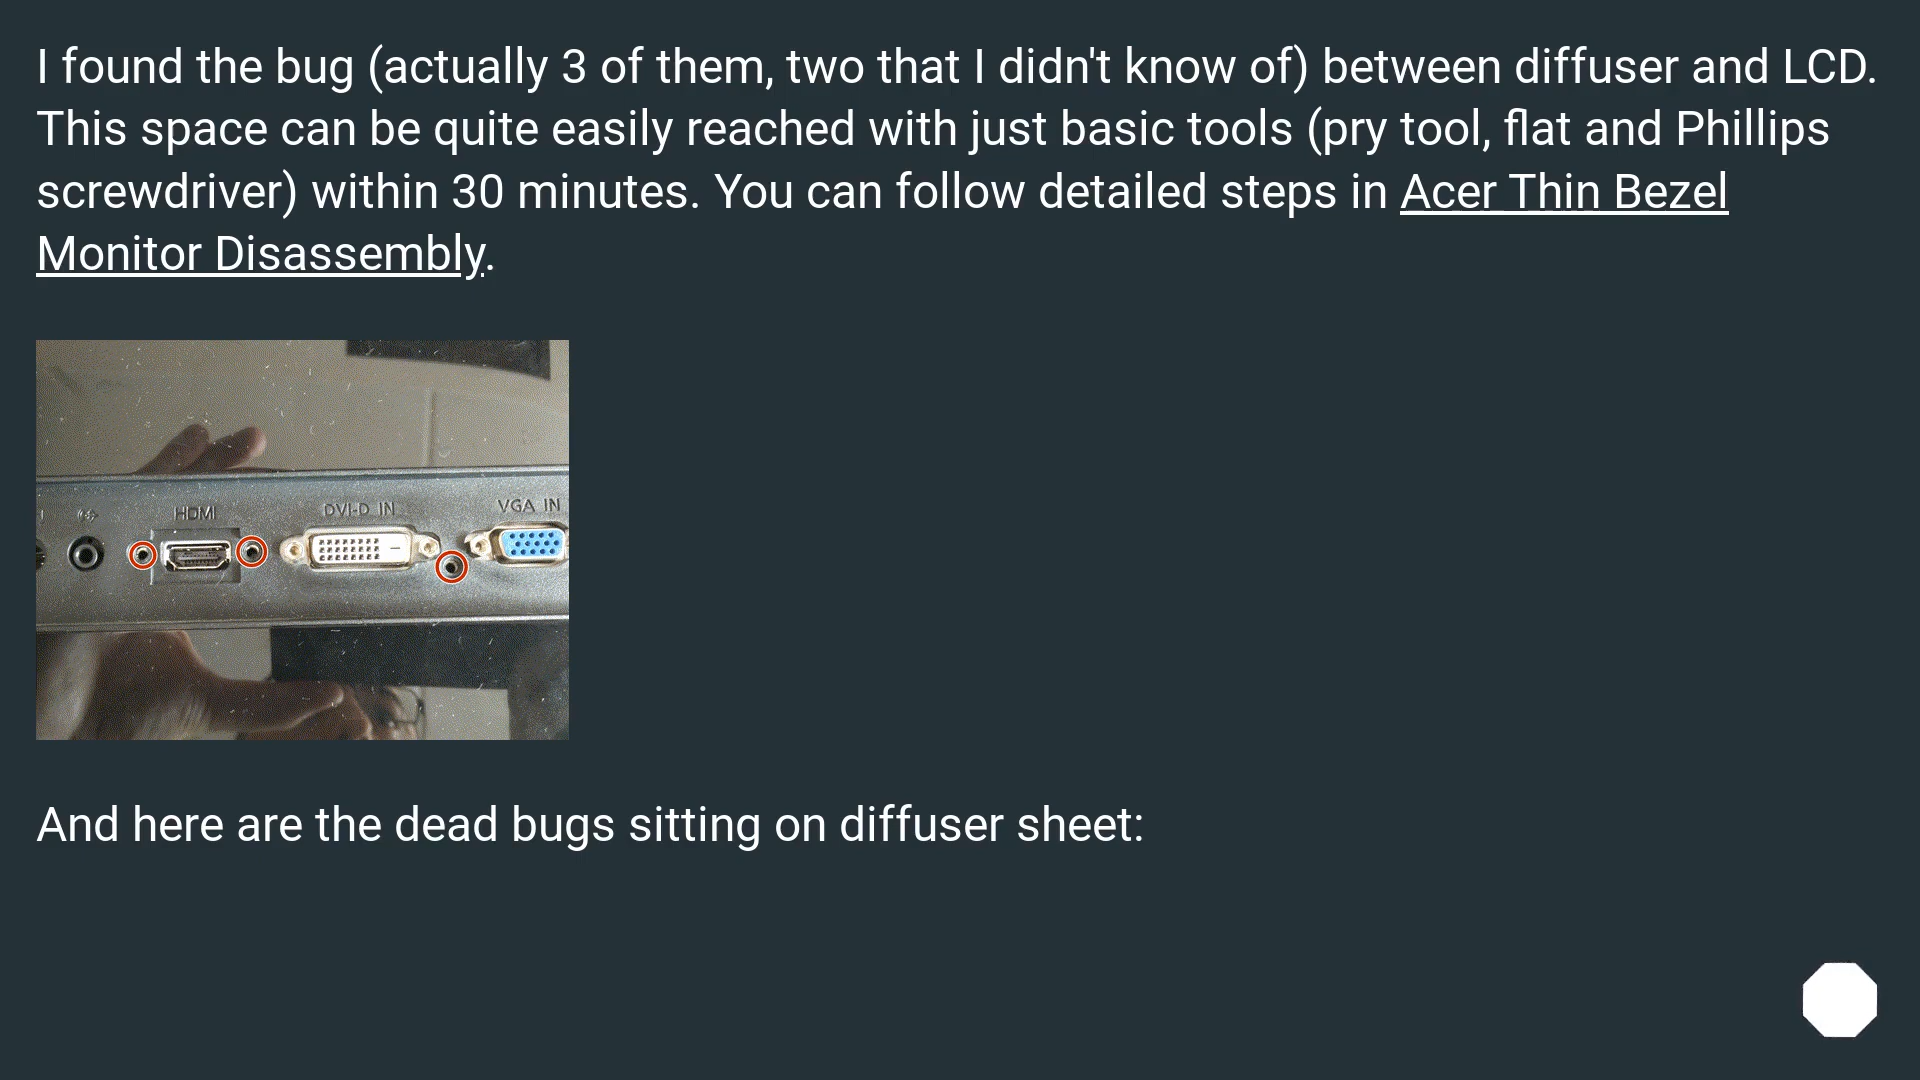 I found the bug (actually 3 of them, two that I didn't know of) between diffuser and LCD.
This space can be quite easily reached with just basic tools (pry tool, flat and Phillips
screwdriver) within 30 minutes. You can follow detailed steps in Acer Thin Bezel
Monitor Disassembly.
HDMI DVI-D IN VGA IN
And here are the dead bugs sitting on diffuser sheet: